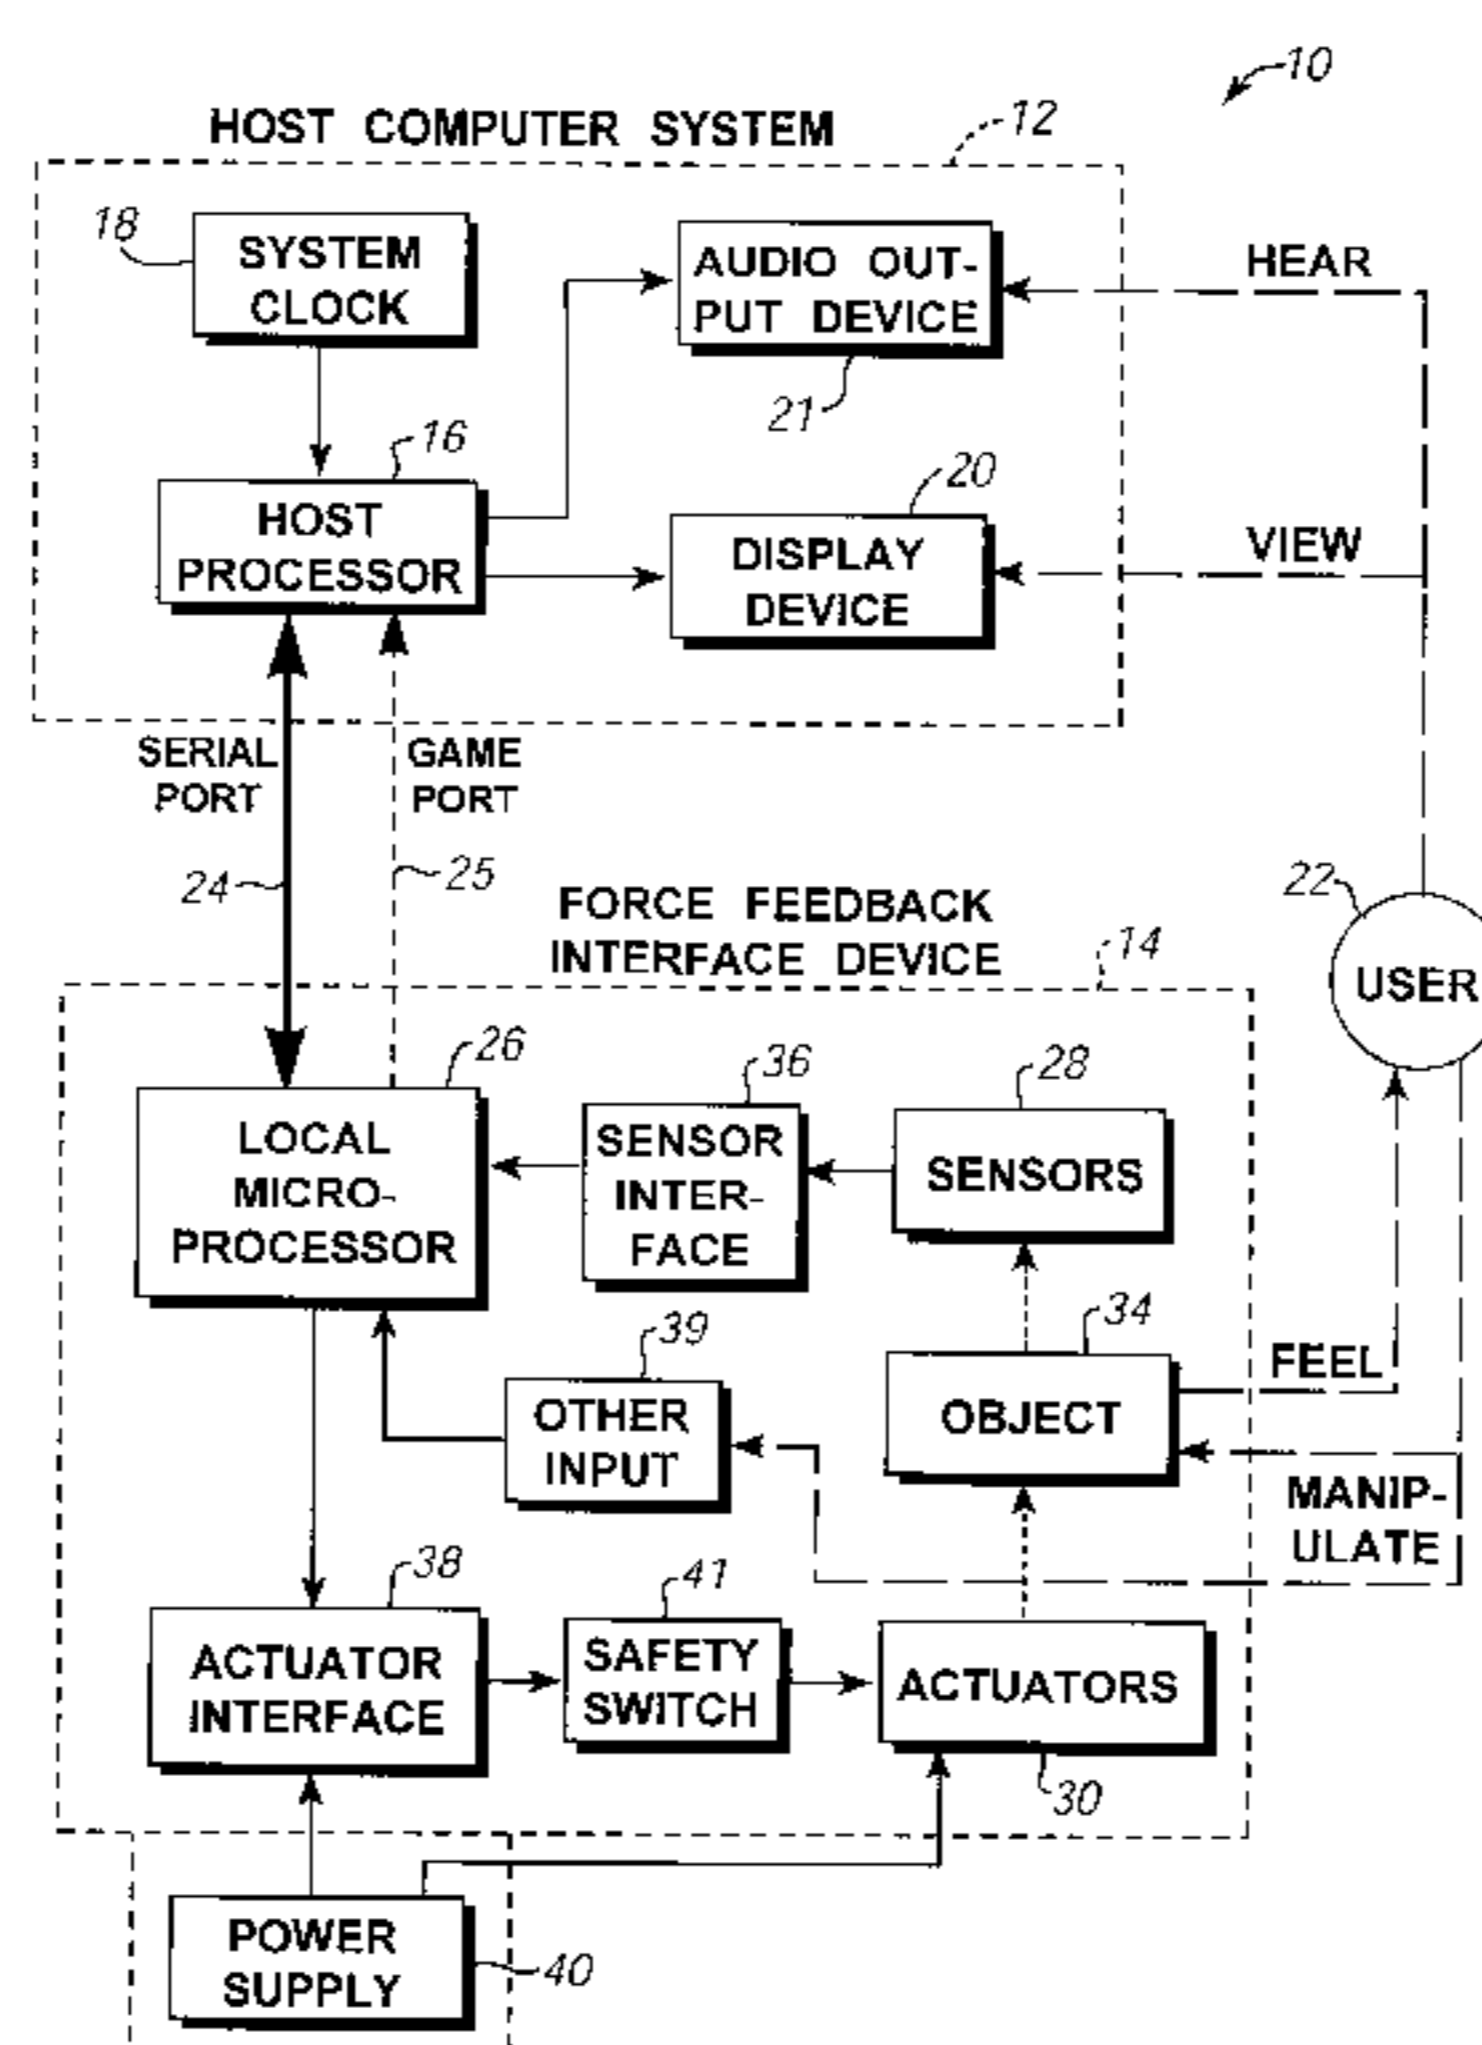 10
HOST COMPUTER SYSTEM
12
18
SYSTEM
CLOCK
AUDIO OUT-
PUT DEVICE
21
HEAR
16
HOST
PROCESSOR
20
DISPLAY
DEVICE
VIEW
SERIAL
PORT
GAME
PORT
24
25
FORCE FEEDBACK
INTERFACE DEVICE
14
22
USER
26
LOCAL
MICRO-
PROCESSOR
36
SENSOR
INTER-
FACE
28
SENSORS
39
OTHER
INPUT
34
OBJECT
FEEL
MANIP-
ULATE
38
ACTUATOR
INTERFACE
41
SAFETY
SWITCH
ACTUATORS
30
POWER
SUPPLY
40